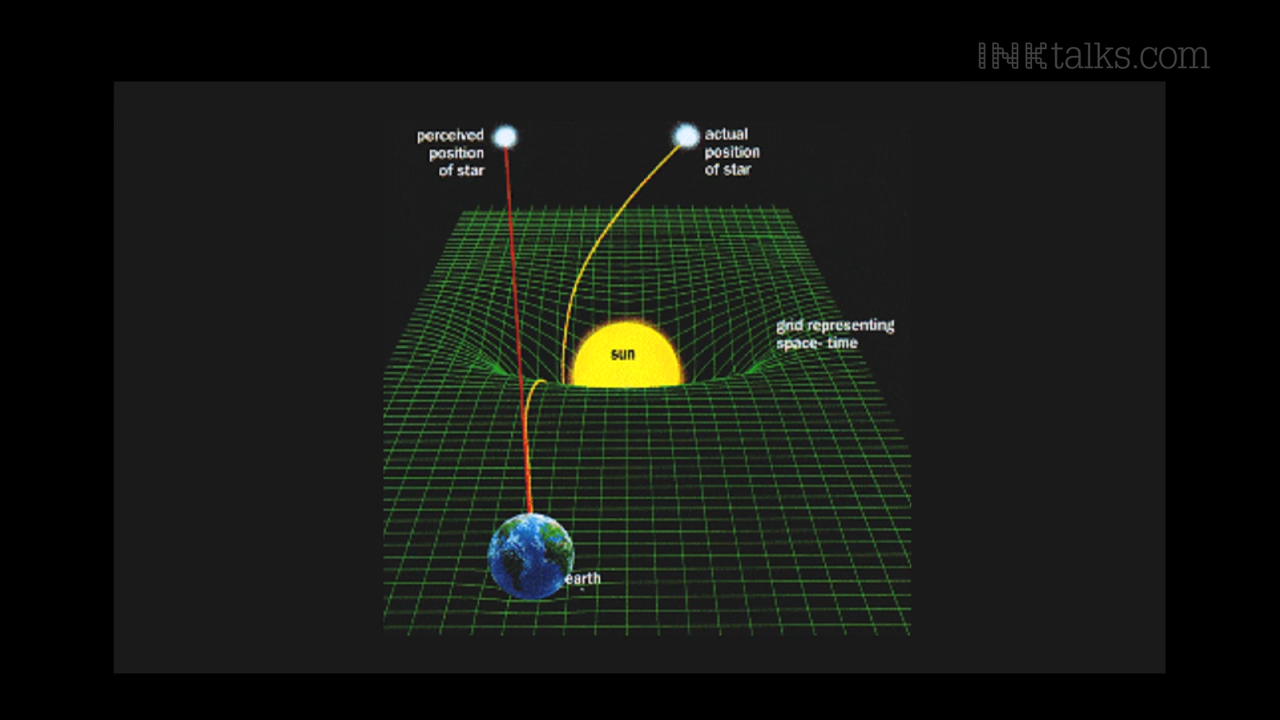 INKtalks.com
perceived
position
of star
actual
position
of star
grid representing
space- time
sun
earth